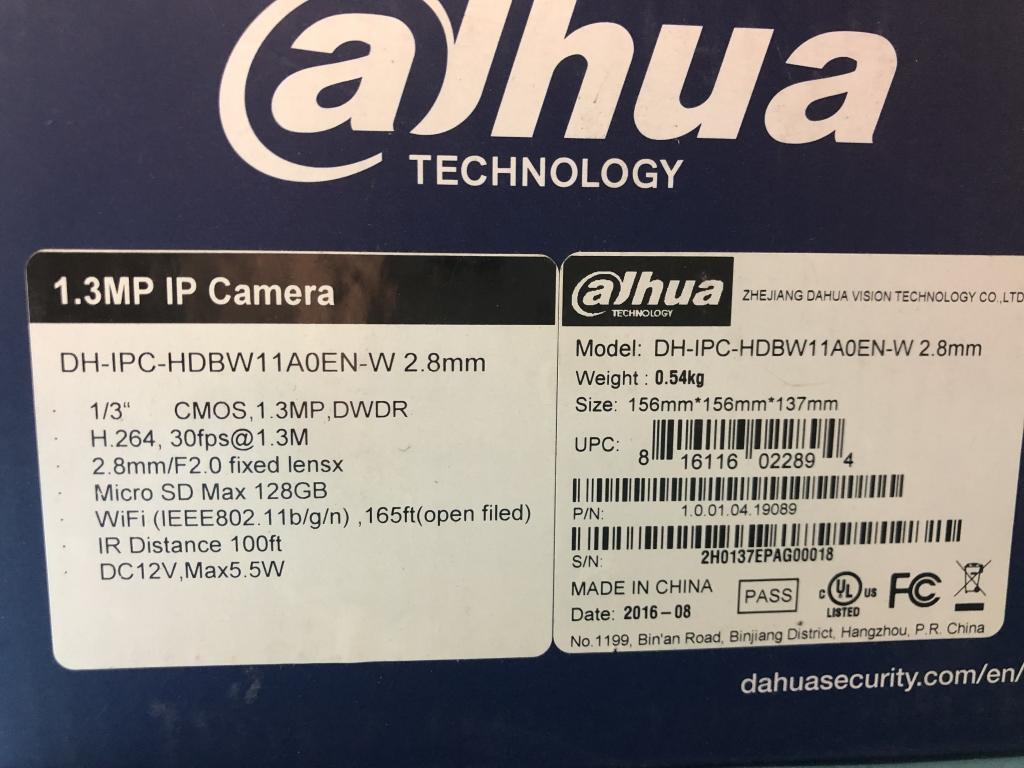 alhua
TECHNOLOGY
1.3MP IP Camera
DH-IPC-HDBW11A0EN-W 2.8mm
· 1/3“ CMOS,1.3MP,DWDR
· H.264, 30fps@1.3M
· 2.8mm/F2.0 fixed lensx
· Micro SD Max 128GB
· WiFi (IEEE802.11b/g/n) ,165ft(open filed)
· IR Distance 100ft
· DC12V,Max5.5W
alhua
TECHNOLOGY
ZHEJIANG DAHUA VISION TECHNOLOGY CO.,LTD
Model: DH-IPC-HDBW11A0EN-W 2.8mm
Weight : 0.54kg
Size: 156mm*156mm*137mm
UPC: 8 16116 02289 4
P/N: 1.0.01.04.19089
S/N: 2H0137EPAG00018
MADE IN CHINA
Date: 2016-08
PASS
C UL US
LISTED
FC
No.1199, Bin'an Road, Binjiang District, Hangzhou, P.R. China
dahuasecurity.com/en/